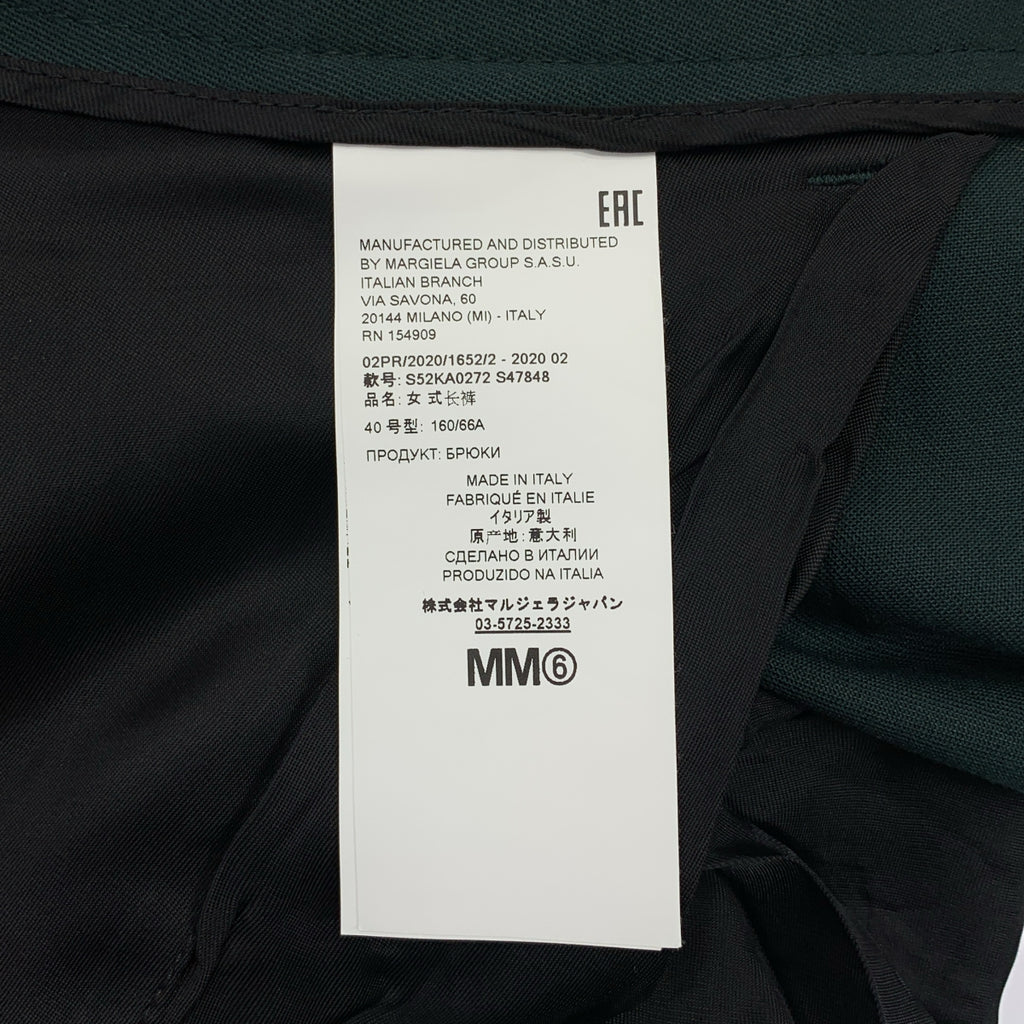 EAC
MANUFACTURED AND DISTRIBUTED
BY MARGIELA GROUP S.A.S.U.
ITALIAN BRANCH
VIA SAVONA, 60
20144 MILANO (MI) - ITALY
RN 154909
02PR/2020/1652/2 - 2020 02
款号: S52KA0272 S47848
品名: 女式长裤
40 号型: 160/66A
ПРОДУКТ: БРЮКИ
MADE IN ITALY
FABRIQUÉ EN ITALIE
イタリア製
原产地:意大利
СДЕЛАНО В ИТАЛИИ
PRODUZIDO NA ITALIA
株式会社マルジェラジャパン
03-5725-2333
MM⑥